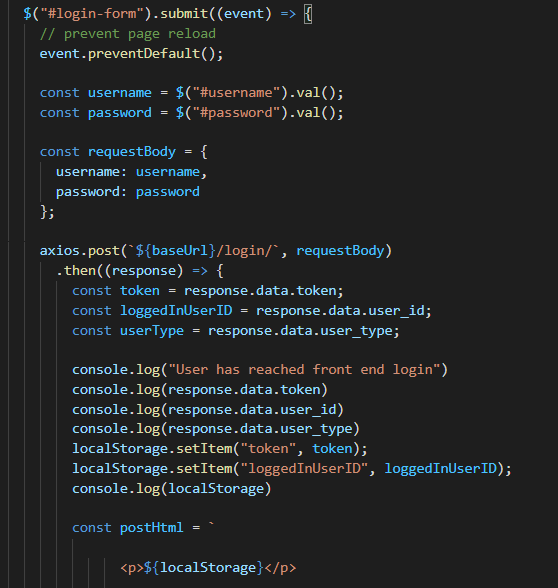 $("#login-form").submit((event) => {
// prevent page reload
event.preventDefault();
const username = $("#username").val();
const password = $("#password").val();
const requestBody = {
username: username,
password: password
};
axios.post(`${baseUrl}/login/`, requestBody)
.then((response) => {
const token = response.data.token;
const loggedInUserID = response.data.user_id;
const userType = response.data.user_type;
console.log("User has reached front end login")
console.log(response.data.token)
console.log(response.data.user_id)
console.log(response.data.user_type)
localStorage.setItem("token", token);
localStorage.setItem("loggedInUserID", loggedInUserID);
console.log(localStorage)
const postHtml = `
<p>${localStorage}</p>